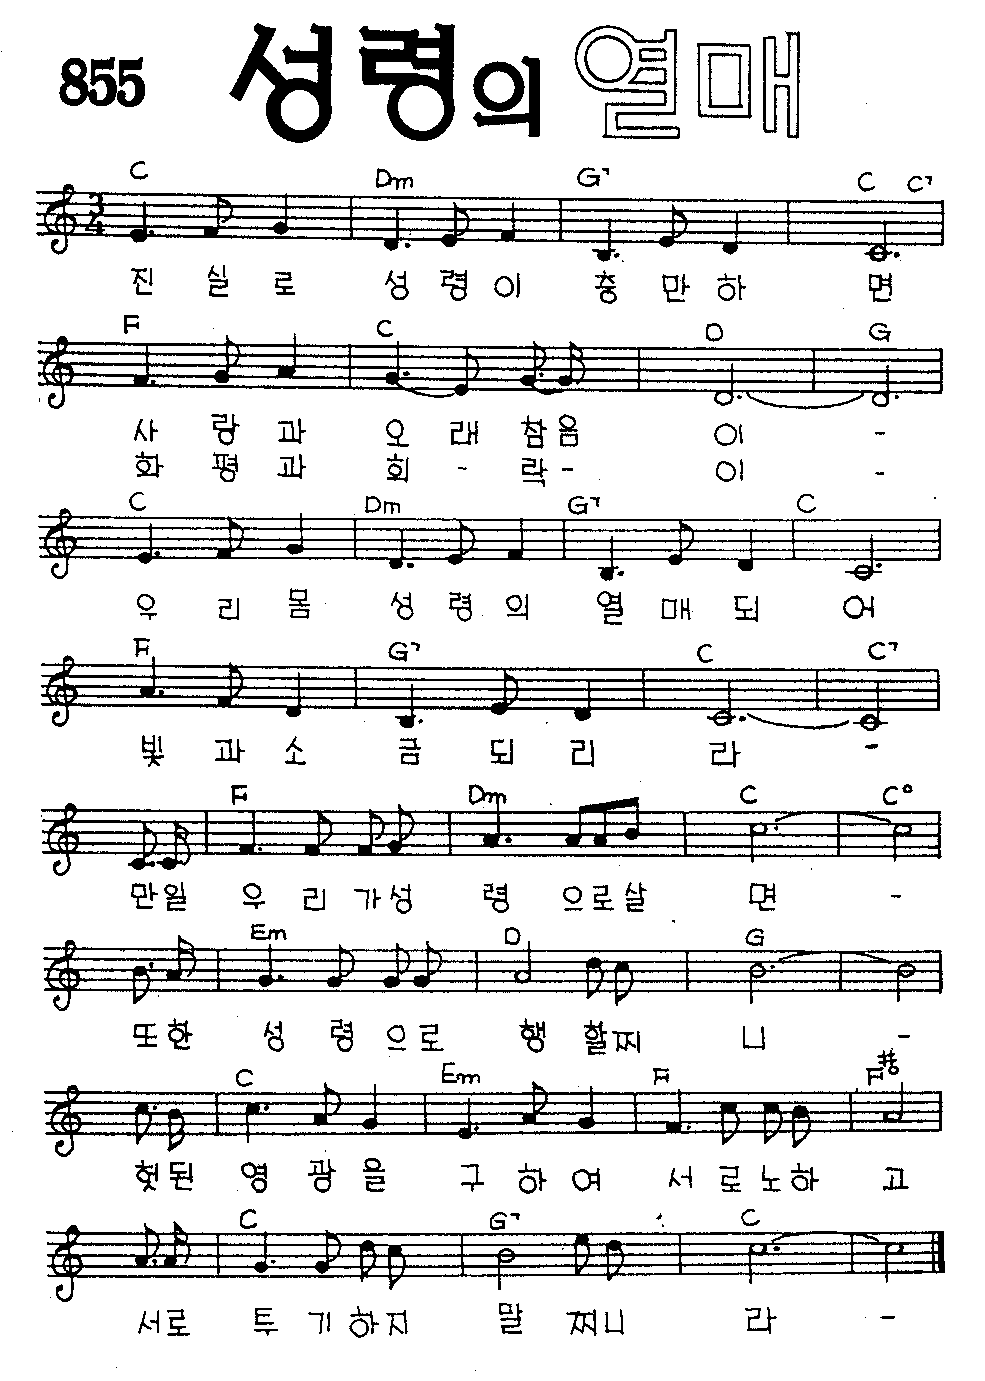 855 성령의 열매
C Dm G7 C C7
3/4
진 실 로 성 령 이 충 만 하 면
F C D G
사 랑 과 오 래 참 음 이 -
화 평 과 희 - 락 - 이 -
C Dm G7 C
우 리 몸 성 령 의 열 매 되 어
F G7 C C7
빛 과 소 금 되 리 라 -
F Dm C C°
만일 우 리 가성 령 으로살 면 -
Em D G
또한 성 령 으로 행 할찌 니 -
C Em F F#°
헛된 영 광 을 구 하 여 서 로노하 고
C G7 C
서로 투 기 하지 말 찌니 라 -